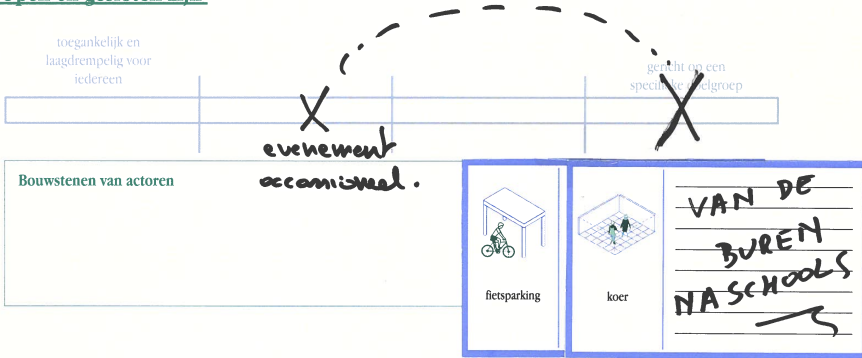 toegankelijk en
laagdrempelig voor
iedereen
gericht op een
specifieke doelgroep
evenement
occasioneel.
Bouwstenen van actoren
fietsparking
koer
VAN DE
BUREN
NASCHOOLS